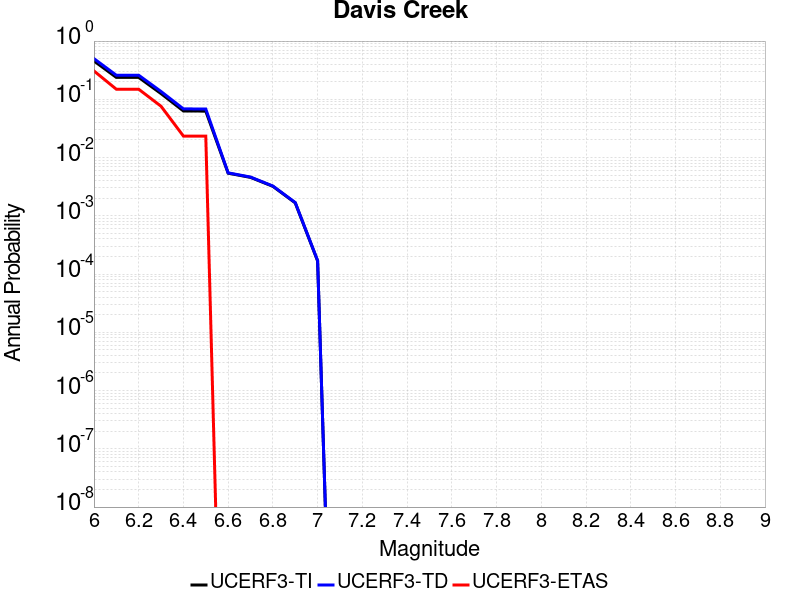 Davis Creek
10^0
10^-1
10^-2
10^-3
10^-4
10^-5
10^-6
10^-7
10^-8
Annual Probability
6 6.2 6.4 6.6 6.8 7 7.2 7.4 7.6 7.8 8 8.2 8.4 8.6 8.8 9
Magnitude
UCERF3-TI UCERF3-TD UCERF3-ETAS